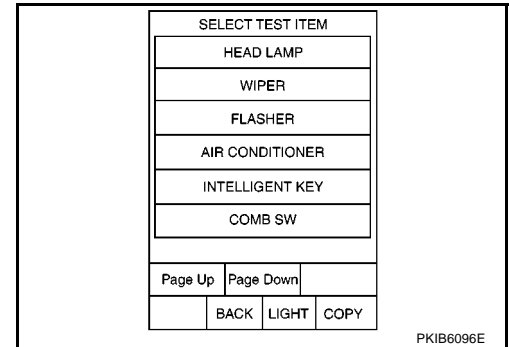 SELECT TEST ITEM
HEAD LAMP
WIPER
FLASHER
AIR CONDITIONER
INTELLIGENT KEY
COMB SW
Page Up Page Down
BACK LIGHT COPY
PKIB6096E